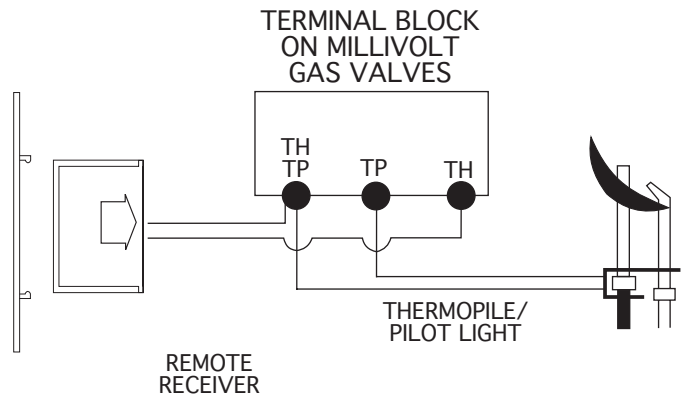 TERMINAL BLOCK
ON MILLIVOLT
GAS VALVES
TH
TP
TP
TH
THERMOPILE/
PILOT LIGHT
REMOTE
RECEIVER